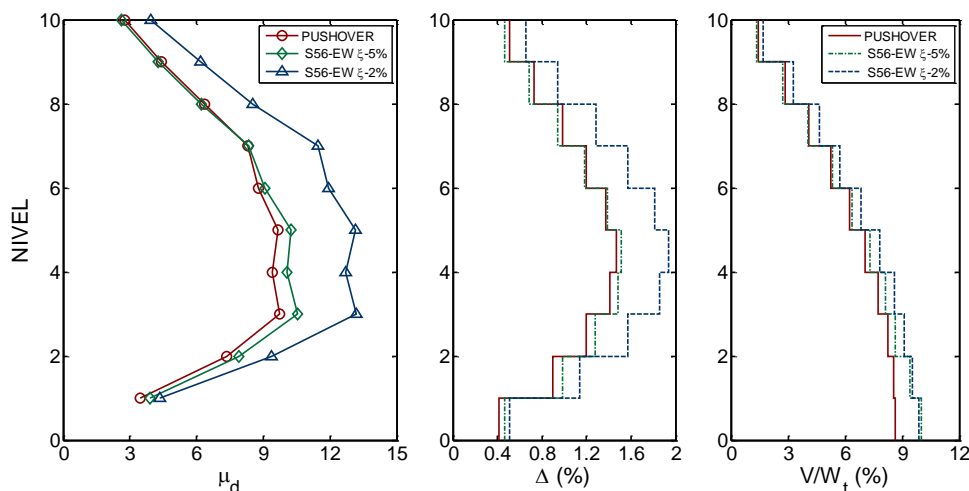 NIVEL
10
8
6
4
2
0
PUSHOVER
S56-EW ξ-5%
S56-EW ξ-2%
0 3 6 9 12 15
μd
10
8
6
4
2
0
0.4 0.8 1.2 1.6 2
Δ (%)
10
8
6
4
2
0
PUSHOVER
S56-EW ξ-5%
S56-EW ξ-2%
0 3 6 9 12
V/Wt (%)